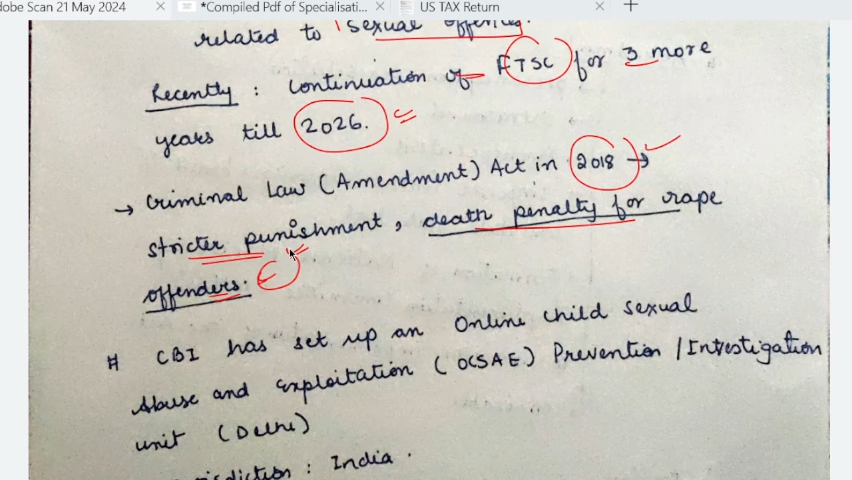 dobe Scan 21 May 2024
*Compiled Pdf of Specialisati...
US TAX Return
related to sexual offences.
Recently : Continuation of FTSC for 3 more
years till 2026.
→ Criminal Law (Amendment) Act in 2018 →
stricter punishment, death penalty for rape
offenders.
# CBI has set up an Online Child Sexual
Abuse and Exploitation (OCSAE) Prevention / Investigation
unit (Delhi)
: India.